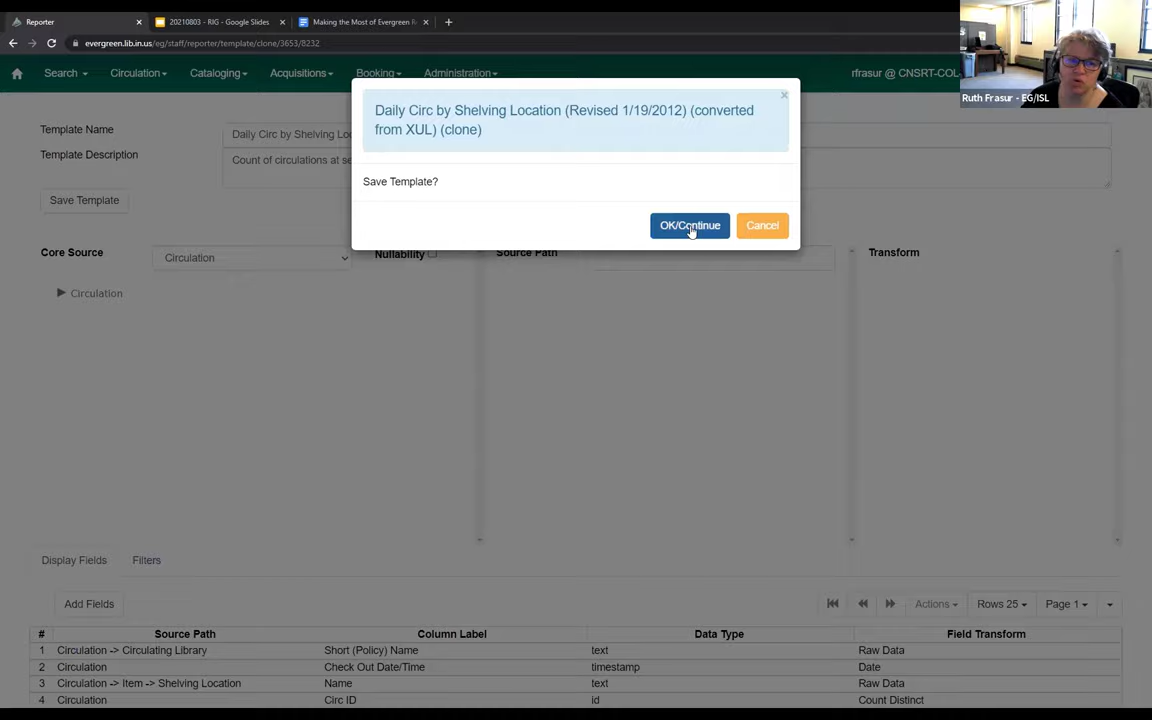 Reporter
20210803 - RIG - Google Slides
Making the Most of Evergreen R
evergreen.lib.in.us/eg/staff/reporter/template/clone/3653/8232
Search
Circulation
Cataloging
Acquisitions
Booking
Administration
rfrasur @ CNSRT-COL-
Ruth Frasur - EG/ISL
Daily Circ by Shelving Location (Revised 1/19/2012) (converted
from XUL) (clone)
Save Template?
OK/Continue
Cancel
Template Name
Daily Circ by Shelving Loc
Template Description
Count of circulations at se
Save Template
Core Source
Circulation
Nullability
Source Path
Transform
Circulation
Display Fields
Filters
Add Fields
Actions
Rows 25
Page 1
# Source Path Column Label Data Type Field Transform
1 Circulation -> Circulating Library Short (Policy) Name text Raw Data
2 Circulation Check Out Date/Time timestamp Date
3 Circulation -> Item -> Shelving Location Name text Raw Data
4 Circulation Circ ID id Count Distinct